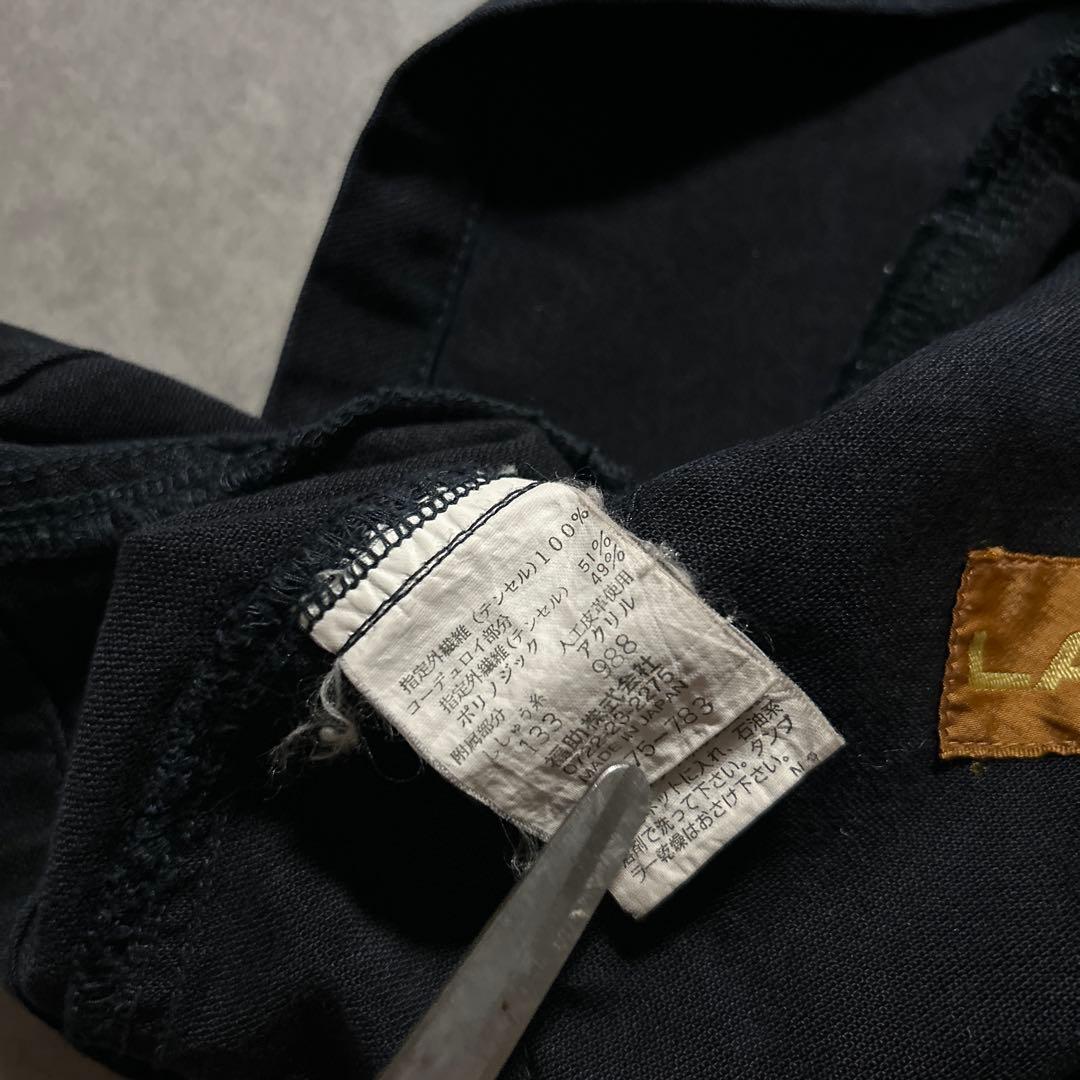 指定外繊維(テンセル)100%
コーデュロイ部分
指定外繊維(テンセル) 51%
ポリノジック 49%
附属部分 人工皮革使用
ししゅう糸 アクリル
133 988
福助株式会社
0722-23-2275
MADE IN JAPAN
75-783
ネットに入れ、石油系
溶剤で洗って下さい。タンブ
ラー乾燥はおさけ下さい。
LA